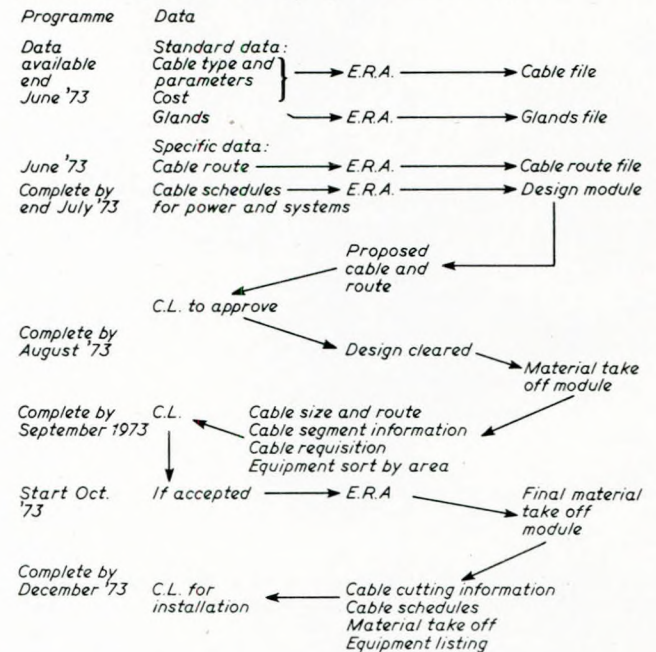 Programme Data
Data Standard data:
available Cable type and
end parameters E.R.A. Cable file
June '73 Cost
Glands E.R.A. Glands file
Specific data:
June '73 Cable route E.R.A. Cable route file
Complete by Cable schedules E.R.A. Design module
end July '73 for power and systems
Proposed
cable and
route
C.L. to approve
Complete by
August '73 Design cleared
Material take
off module
Complete by C.L. Cable size and route
September 1973 Cable segment information
Cable requisition
Equipment sort by area
Start Oct. If accepted E.R.A Final material
'73 take off
module
Complete by
December '73 C.L. for Cable cutting information
installation Cable schedules
Material take off
Equipment listing